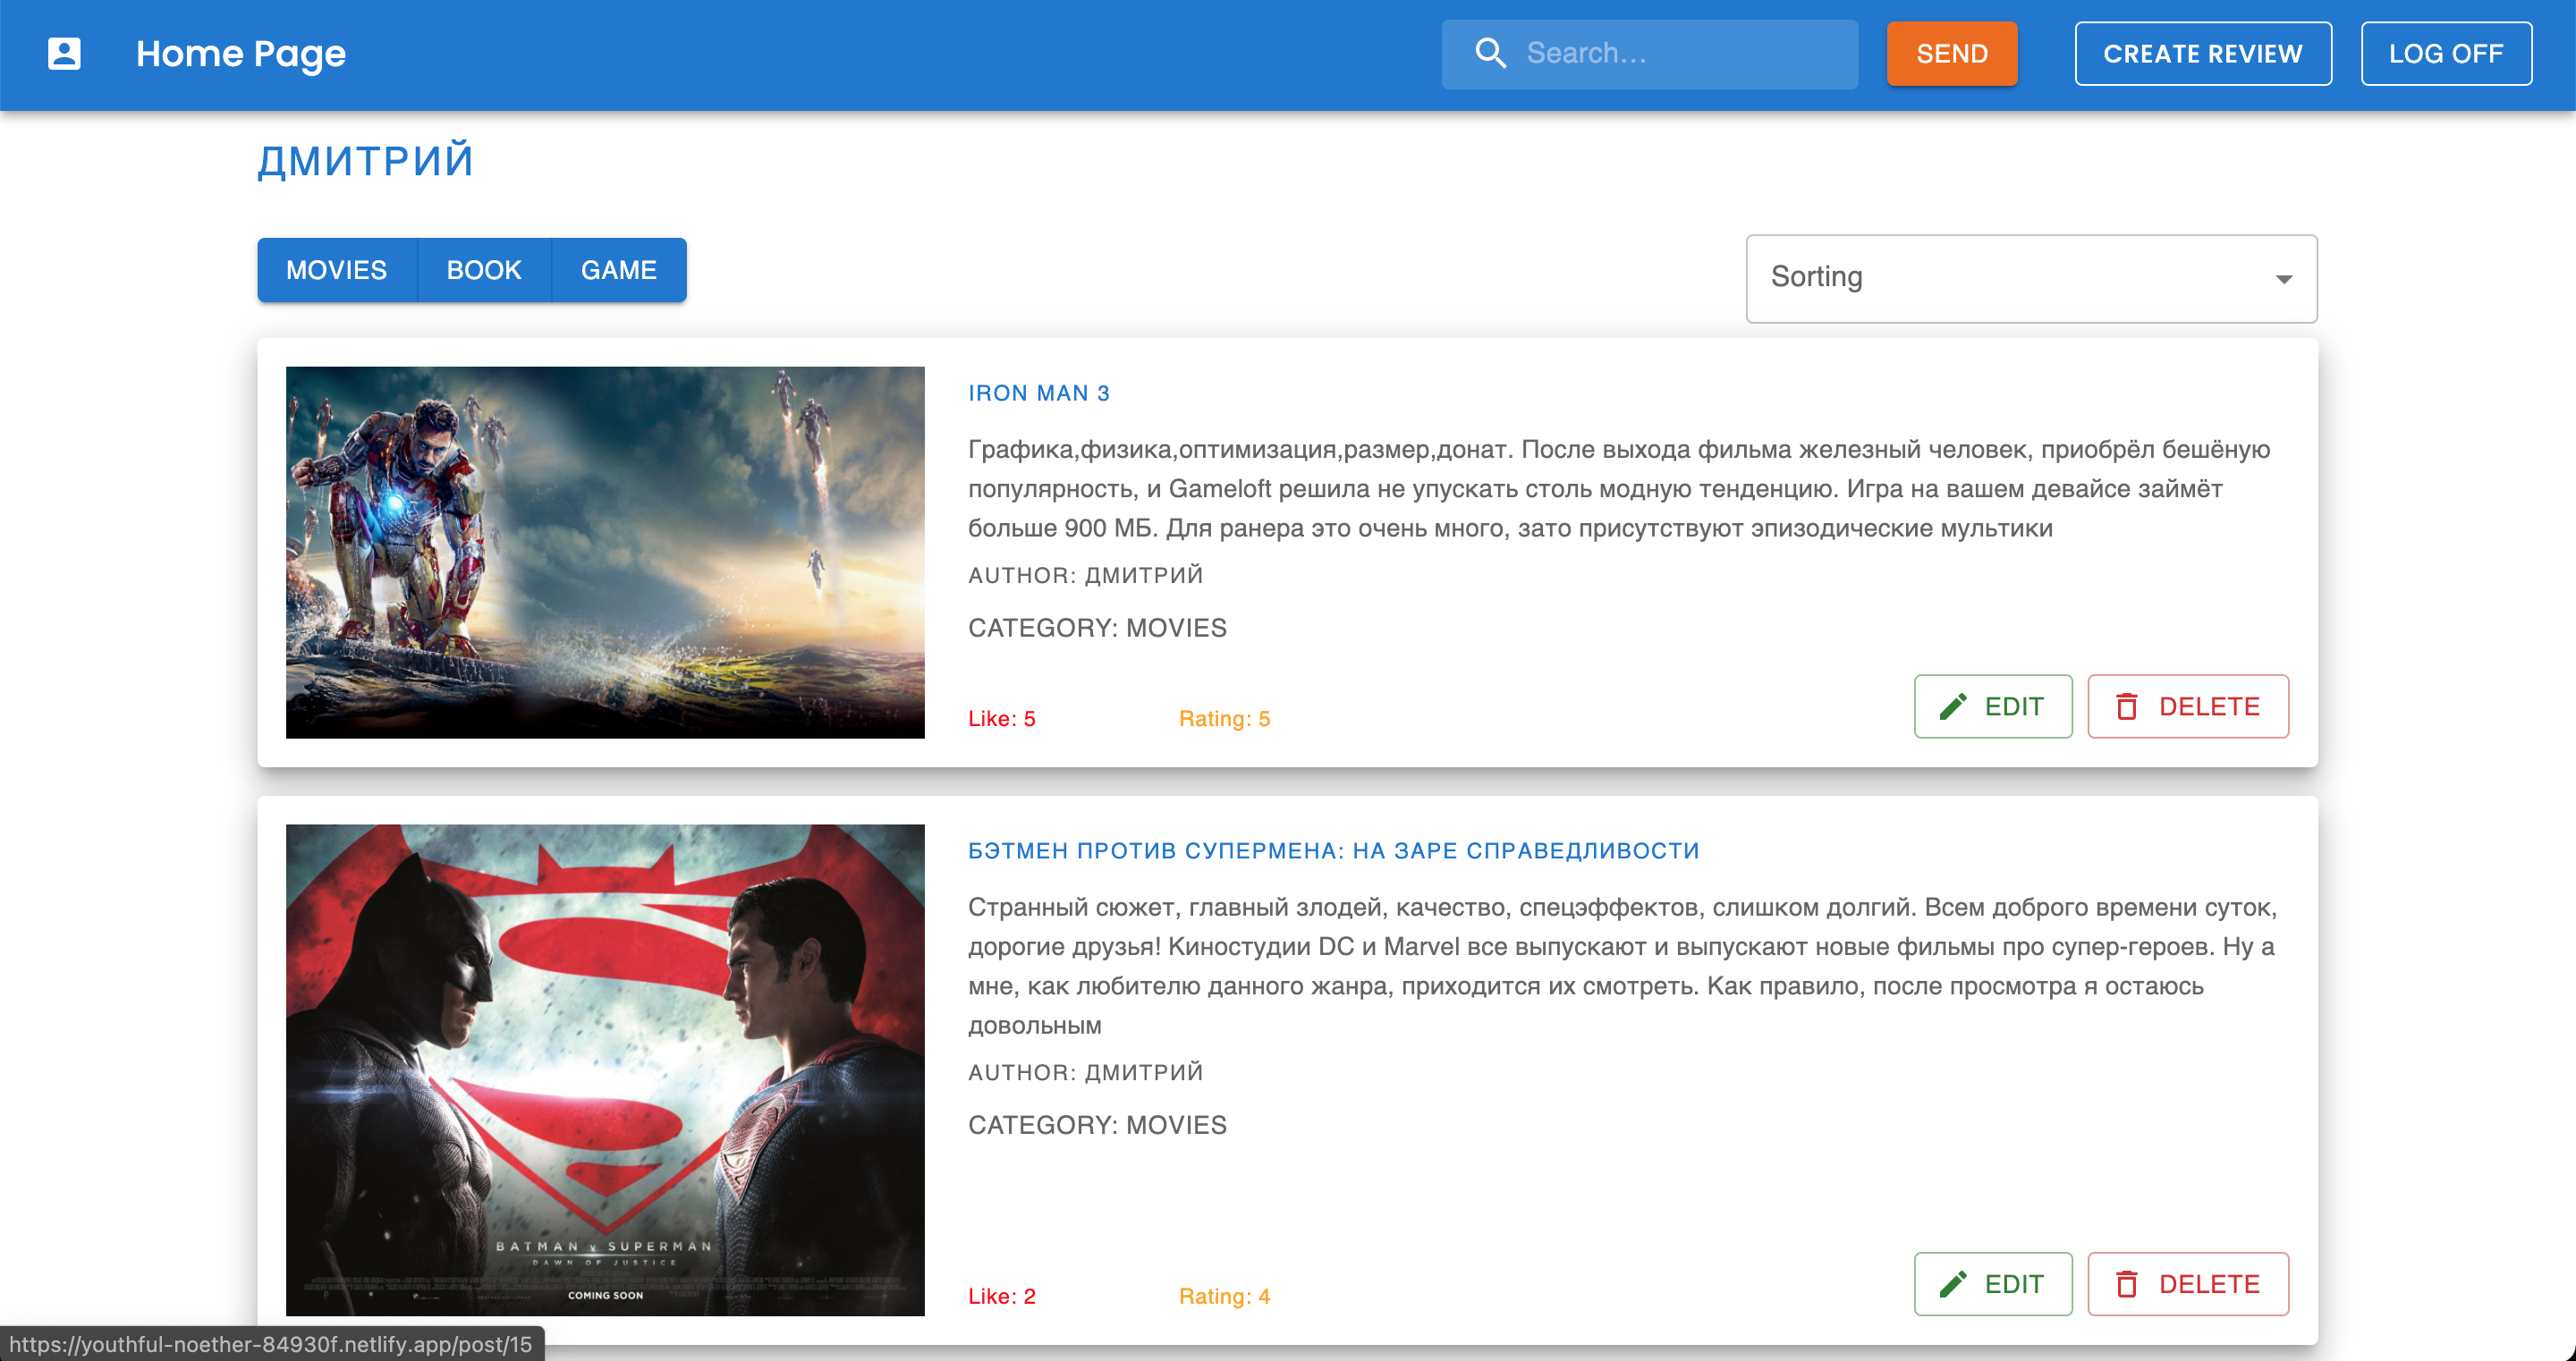 Home Page
Search...
SEND
CREATE REVIEW
LOG OFF
ДМИТРИЙ
MOVIES
BOOK
GAME
Sorting
IRON MAN 3
Графика,физика,оптимизация,размер,донат. После выхода фильма железный человек, приобрёл бешёную
популярность, и Gameloft решила не упускать столь модную тенденцию. Игра на вашем девайсе займёт
больше 900 МБ. Для ранера это очень много, зато присутствуют эпизодические мультики
AUTHOR: ДМИТРИЙ
CATEGORY: MOVIES
Like: 5
Rating: 5
EDIT
DELETE
БЭТМЕН ПРОТИВ СУПЕРМЕНА: НА ЗАРЕ СПРАВЕДЛИВОСТИ
Странный сюжет, главный злодей, качество, спецэффектов, слишком долгий. Всем доброго времени суток,
дорогие друзья! Киностудии DC и Marvel все выпускают и выпускают новые фильмы про супер-героев. Ну а
мне, как любителю данного жанра, приходится их смотреть. Как правило, после просмотра я остаюсь
довольным
AUTHOR: ДМИТРИЙ
CATEGORY: MOVIES
BATMAN v SUPERMAN
DAWN OF JUSTICE
COMING SOON
Like: 2
Rating: 4
EDIT
DELETE
https://youthful-noether-84930f.netlify.app/post/15